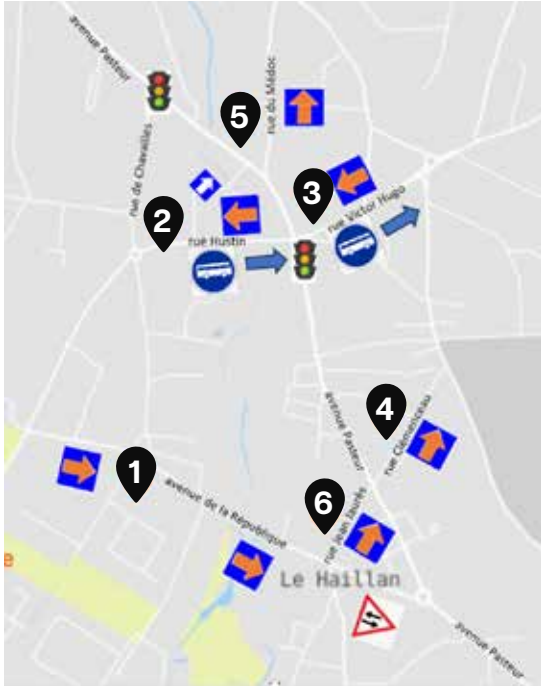 avenue Pasteur
rue du Médoc
5
rue de Chavailles
3
2
rue Victor Hugo
rue Hustin
avenue Pasteur
4
rue Clémenceau
1
avenue de la République
6
rue Jean Jaurès
e
Le Haillan
avenue Pasteur